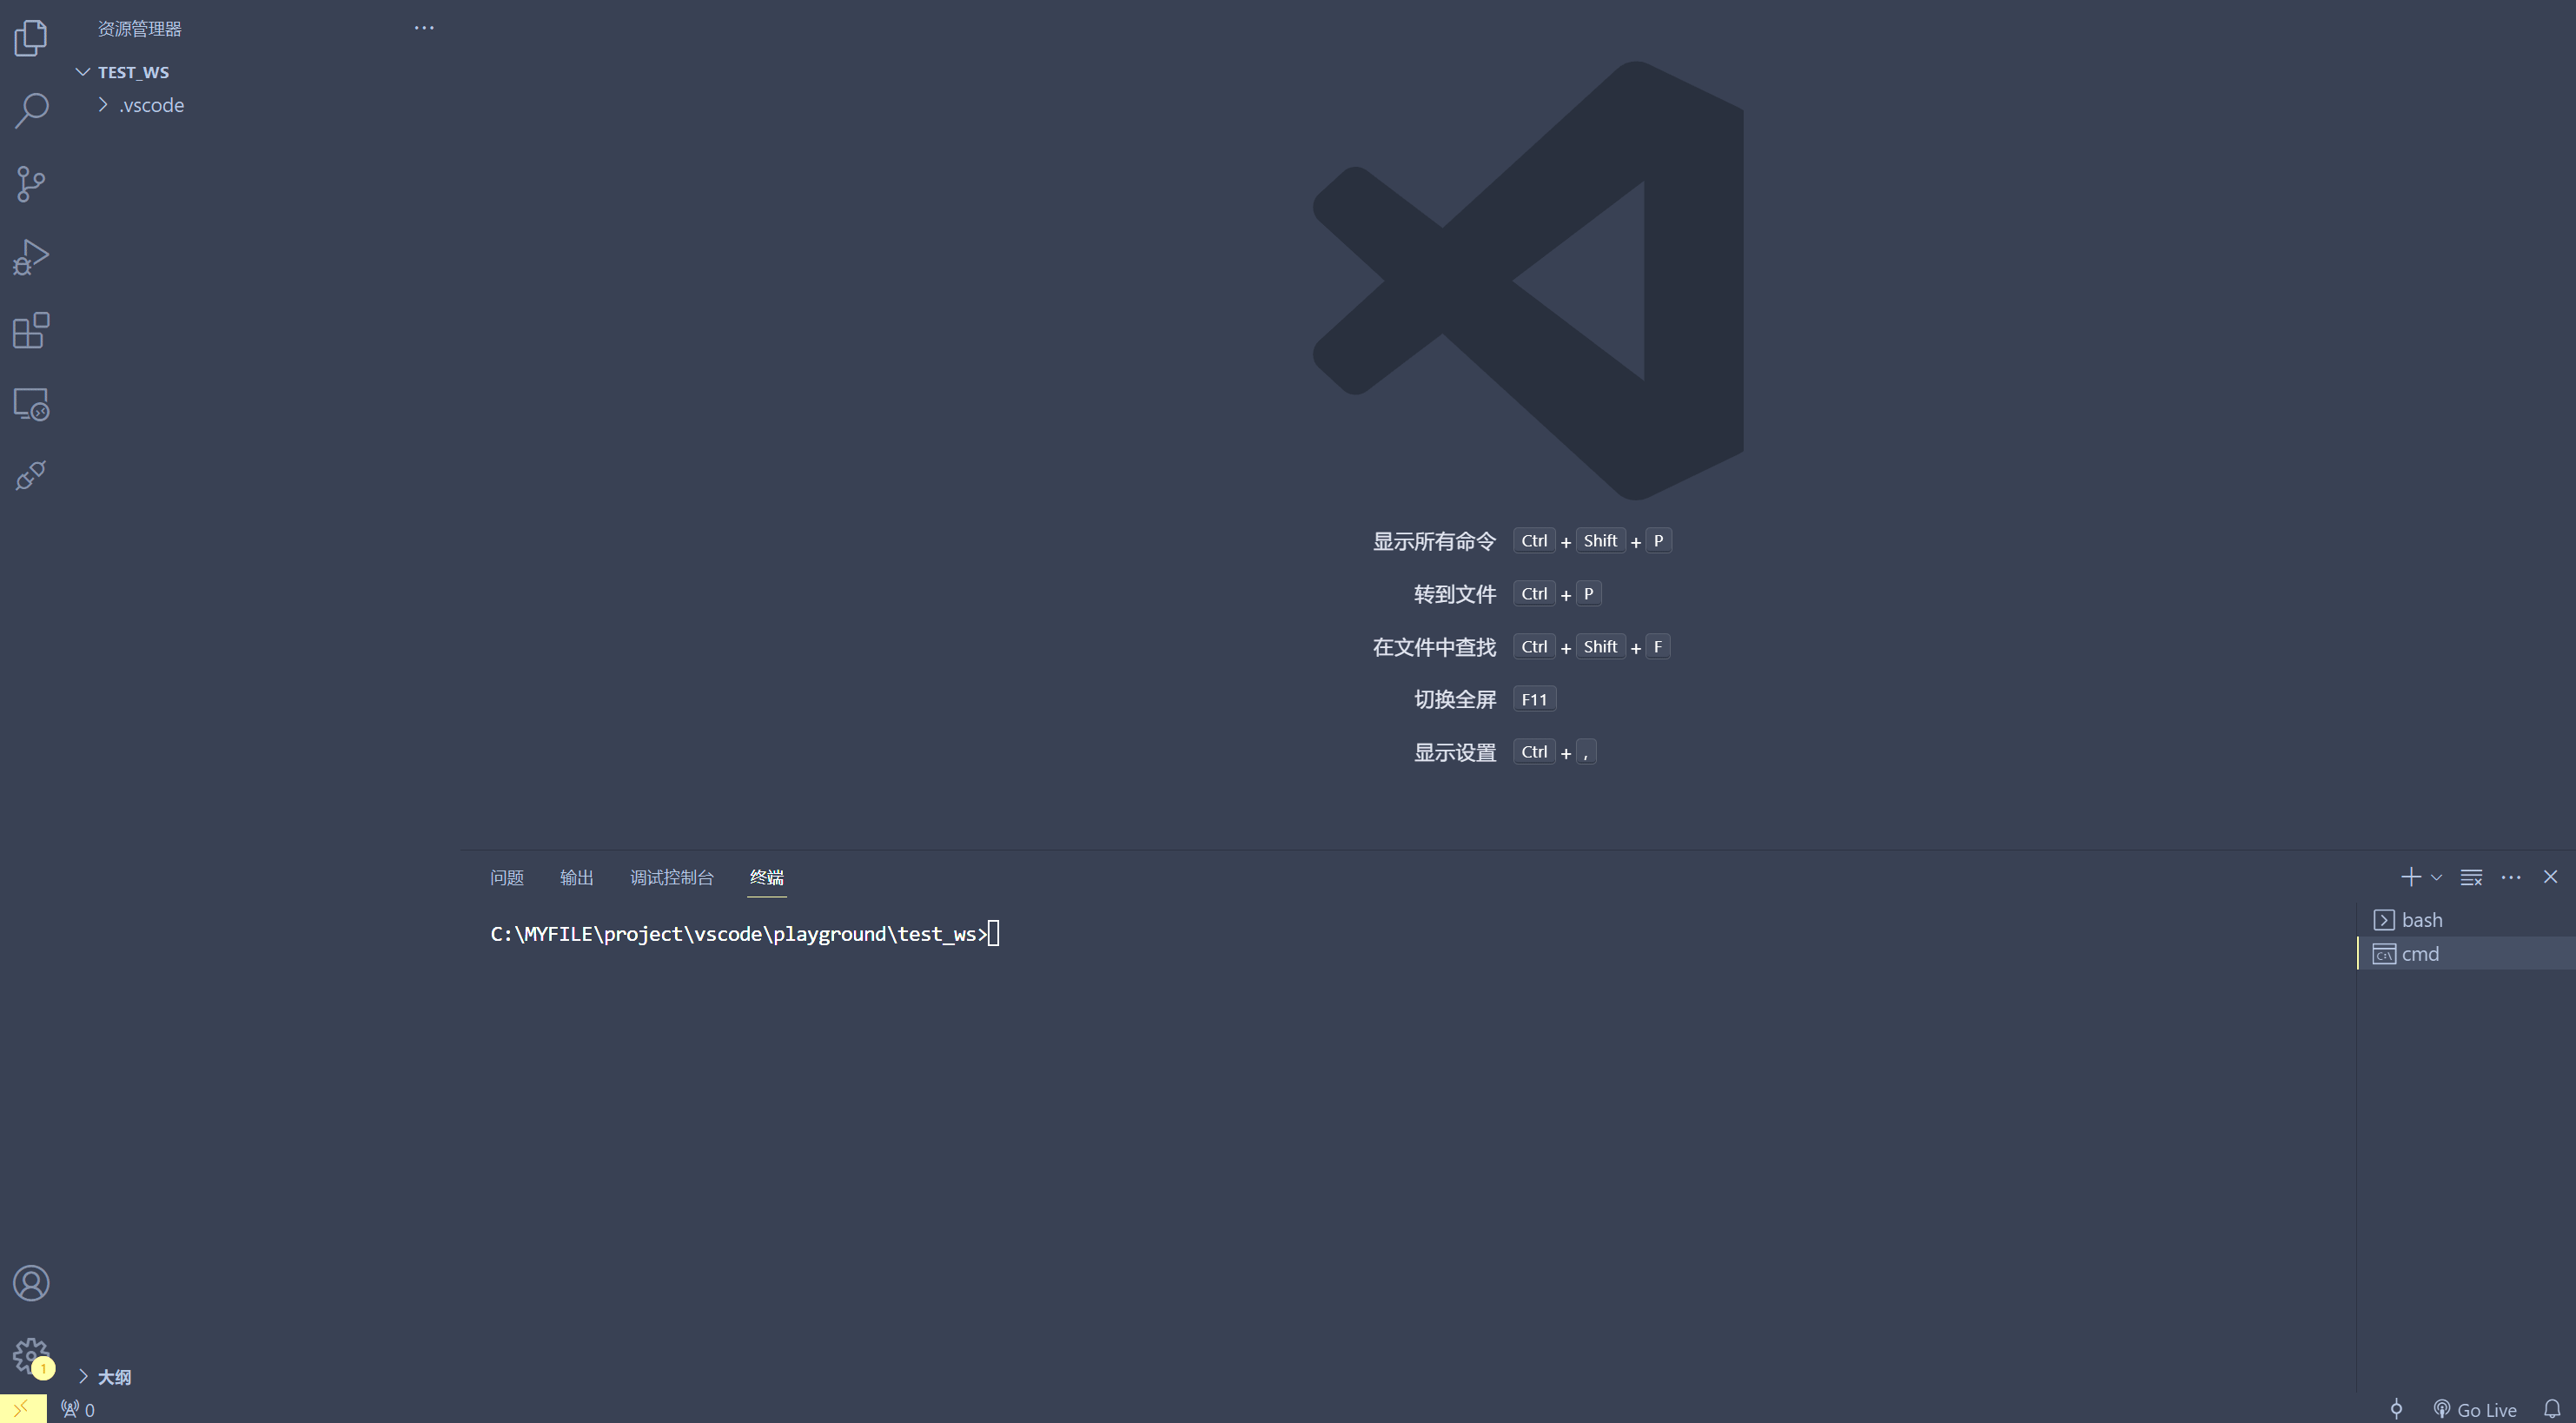 资源管理器
TEST_WS
.vscode
显示所有命令 Ctrl + Shift + P
转到文件 Ctrl + P
在文件中查找 Ctrl + Shift + F
切换全屏 F11
显示设置 Ctrl + ,
问题 输出 调试控制台 终端
C:\MYFILE\project\vscode\playground\test_ws>
bash
C:\ cmd
1
大纲
0
Go Live